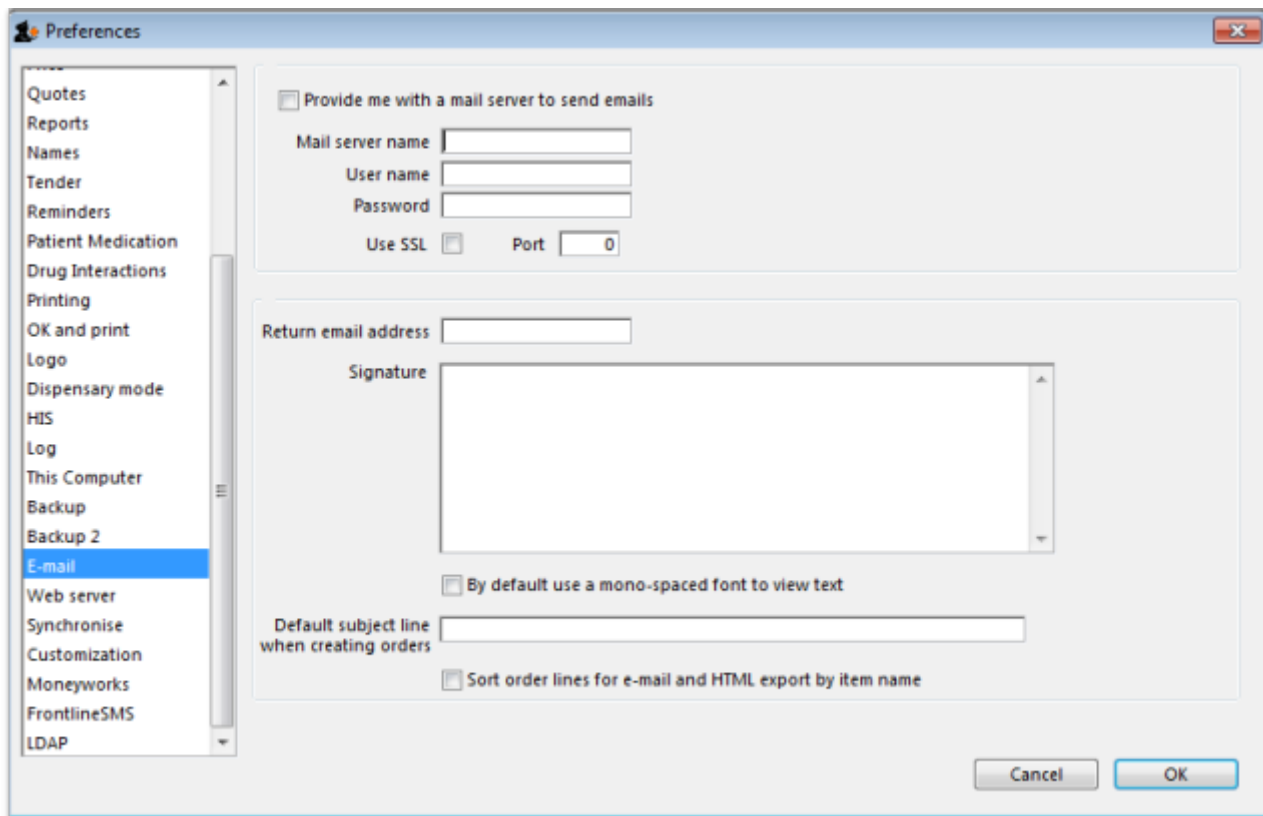 Preferences
Quotes
Reports
Names
Tender
Reminders
Patient Medication
Drug Interactions
Printing
OK and print
Logo
Dispensary mode
HIS
Log
This Computer
Backup
Backup 2
E-mail
Web server
Synchronise
Customization
Moneyworks
FrontlineSMS
LDAP
Provide me with a mail server to send emails
Mail server name
User name
Password
Use SSL Port 0
Return email address
Signature
By default use a mono-spaced font to view text
Default subject line
when creating orders
Sort order lines for e-mail and HTML export by item name
Cancel OK